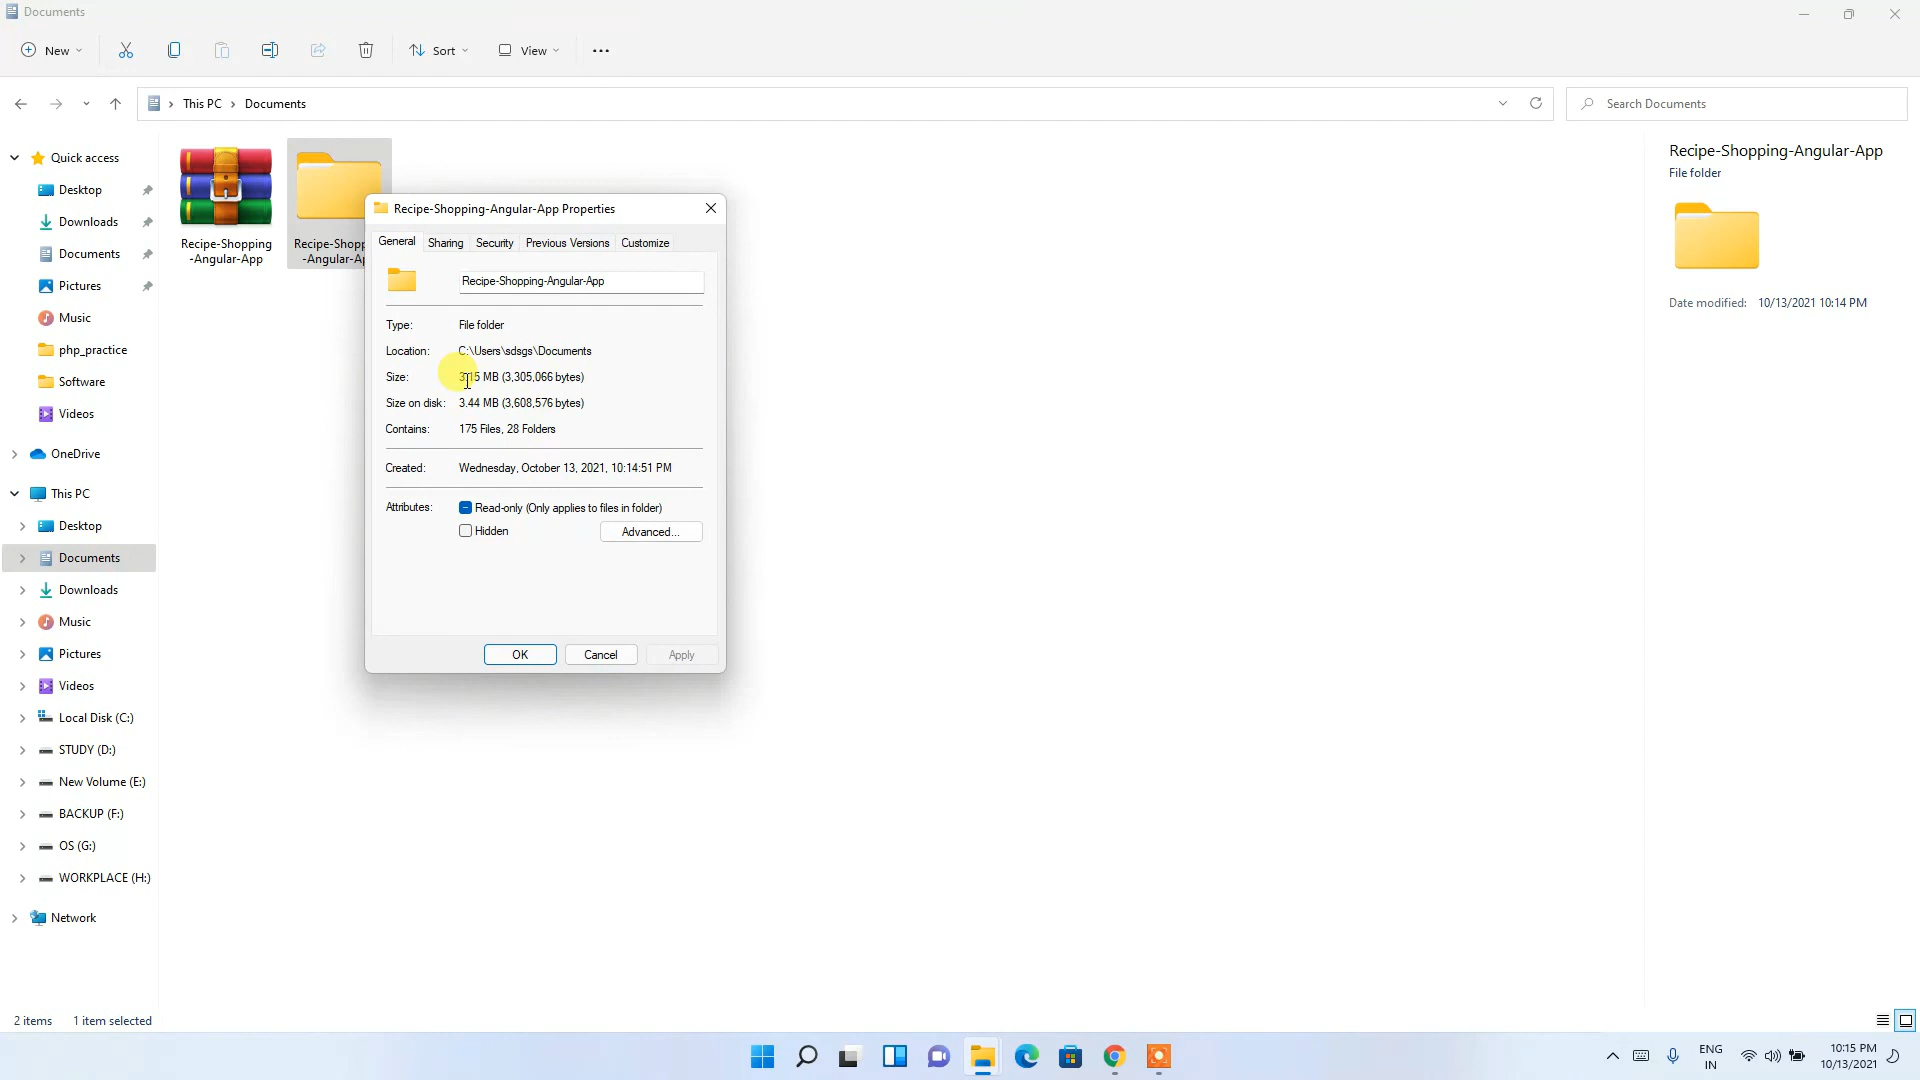 Documents
New
Sort
View
This PC
Documents
Search Documents
Quick access
Desktop
Downloads
Documents
Pictures
Music
php_practice
Software
Videos
OneDrive
This PC
Desktop
Documents
Downloads
Music
Pictures
Videos
Local Disk (C:)
STUDY (D:)
New Volume (E:)
BACKUP (F:)
OS (G:)
WORKPLACE (H:)
Network
Recipe-Shopping
-Angular-App
Recipe-Shopp
-Angular-Ap
Recipe-Shopping-Angular-App Properties
General Sharing Security Previous Versions Customize
Recipe-Shopping-Angular-App
Type: File folder
Location: C:\Users\sdsgs\Documents
Size: 3.15 MB (3,305,066 bytes)
Size on disk: 3.44 MB (3,608,576 bytes)
Contains: 175 Files, 28 Folders
Created: Wednesday, October 13, 2021, 10:14:51 PM
Attributes: Read-only (Only applies to files in folder)
Hidden
Advanced...
OK Cancel Apply
Recipe-Shopping-Angular-App
File folder
Date modified: 10/13/2021 10:14 PM
2 items 1 item selected
ENG
IN
10:15 PM
10/13/2021